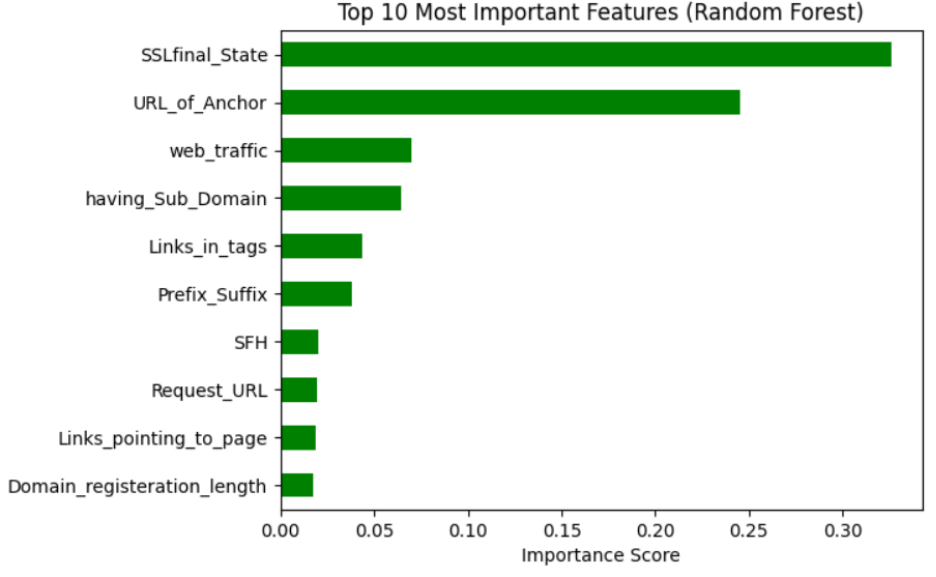 Top 10 Most Important Features (Random Forest)
SSLfinal_State
URL_of_Anchor
web_traffic
having_Sub_Domain
Links_in_tags
Prefix_Suffix
SFH
Request_URL
Links_pointing_to_page
Domain_registeration_length
0.00 0.05 0.10 0.15 0.20 0.25 0.30
Importance Score